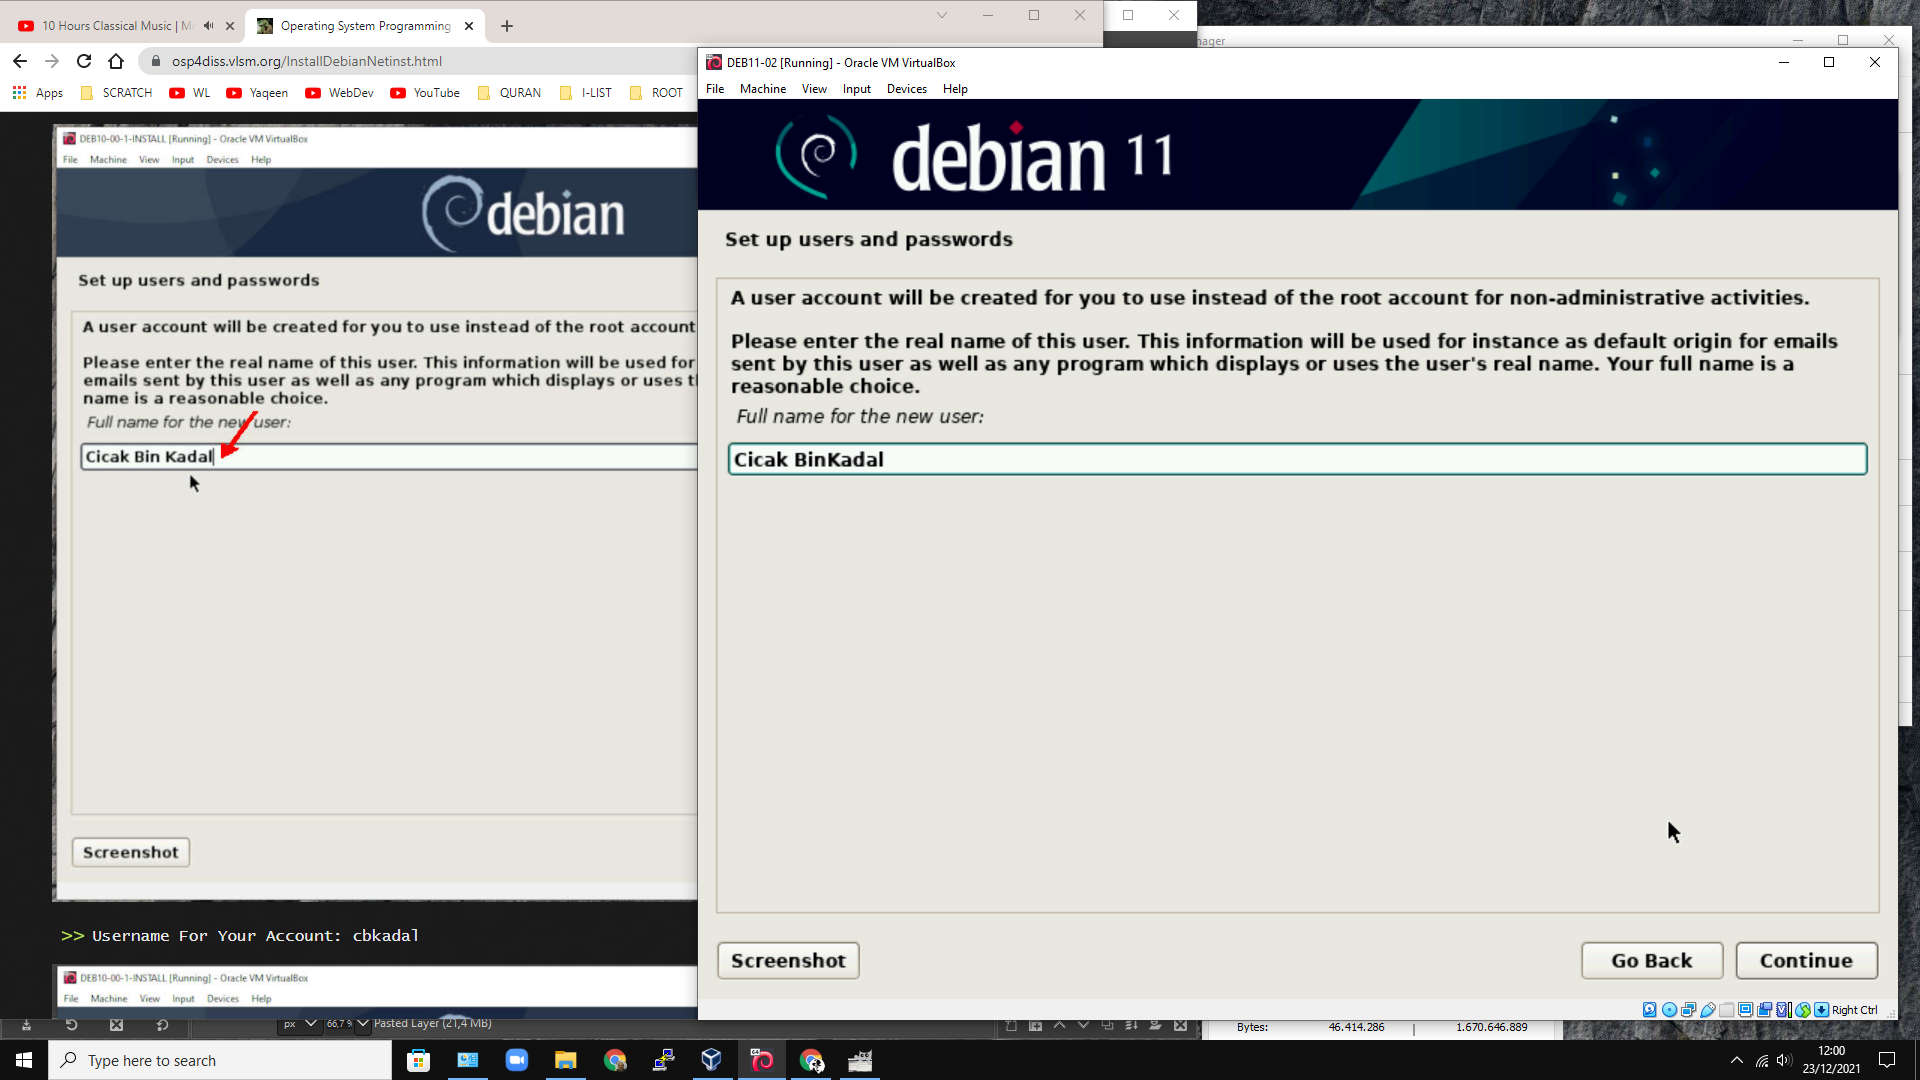 10 Hours Classical Music | M
Operating System Programming
osp4diss.vlsm.org/InstallDebianNetinst.html
Apps SCRATCH WL Yaqeen WebDev YouTube QURAN I-LIST ROOT
DEB10-00-1-INSTALL [Running] - Oracle VM VirtualBox
File Machine View Input Devices Help
debian
Set up users and passwords
A user account will be created for you to use instead of the root account
Please enter the real name of this user. This information will be used for
emails sent by this user as well as any program which displays or uses t
name is a reasonable choice.
Full name for the new user:
Cicak Bin Kadal
Screenshot
>> Username For Your Account: cbkadal
DEB10-00-1-INSTALL [Running] - Oracle VM VirtualBox
File Machine View Input Devices Help
px 66,7 Pasted Layer (21,4 MB)
nager
DEB11-02 [Running] - Oracle VM VirtualBox
File Machine View Input Devices Help
debian 11
Set up users and passwords
A user account will be created for you to use instead of the root account for non-administrative activities.
Please enter the real name of this user. This information will be used for instance as default origin for emails
sent by this user as well as any program which displays or uses the user's real name. Your full name is a
reasonable choice.
Full name for the new user:
Cicak BinKadal
Screenshot Go Back Continue
Right Ctrl
Bytes: 46.414.286 | 1.670.646.889
Type here to search
12:00
23/12/2021